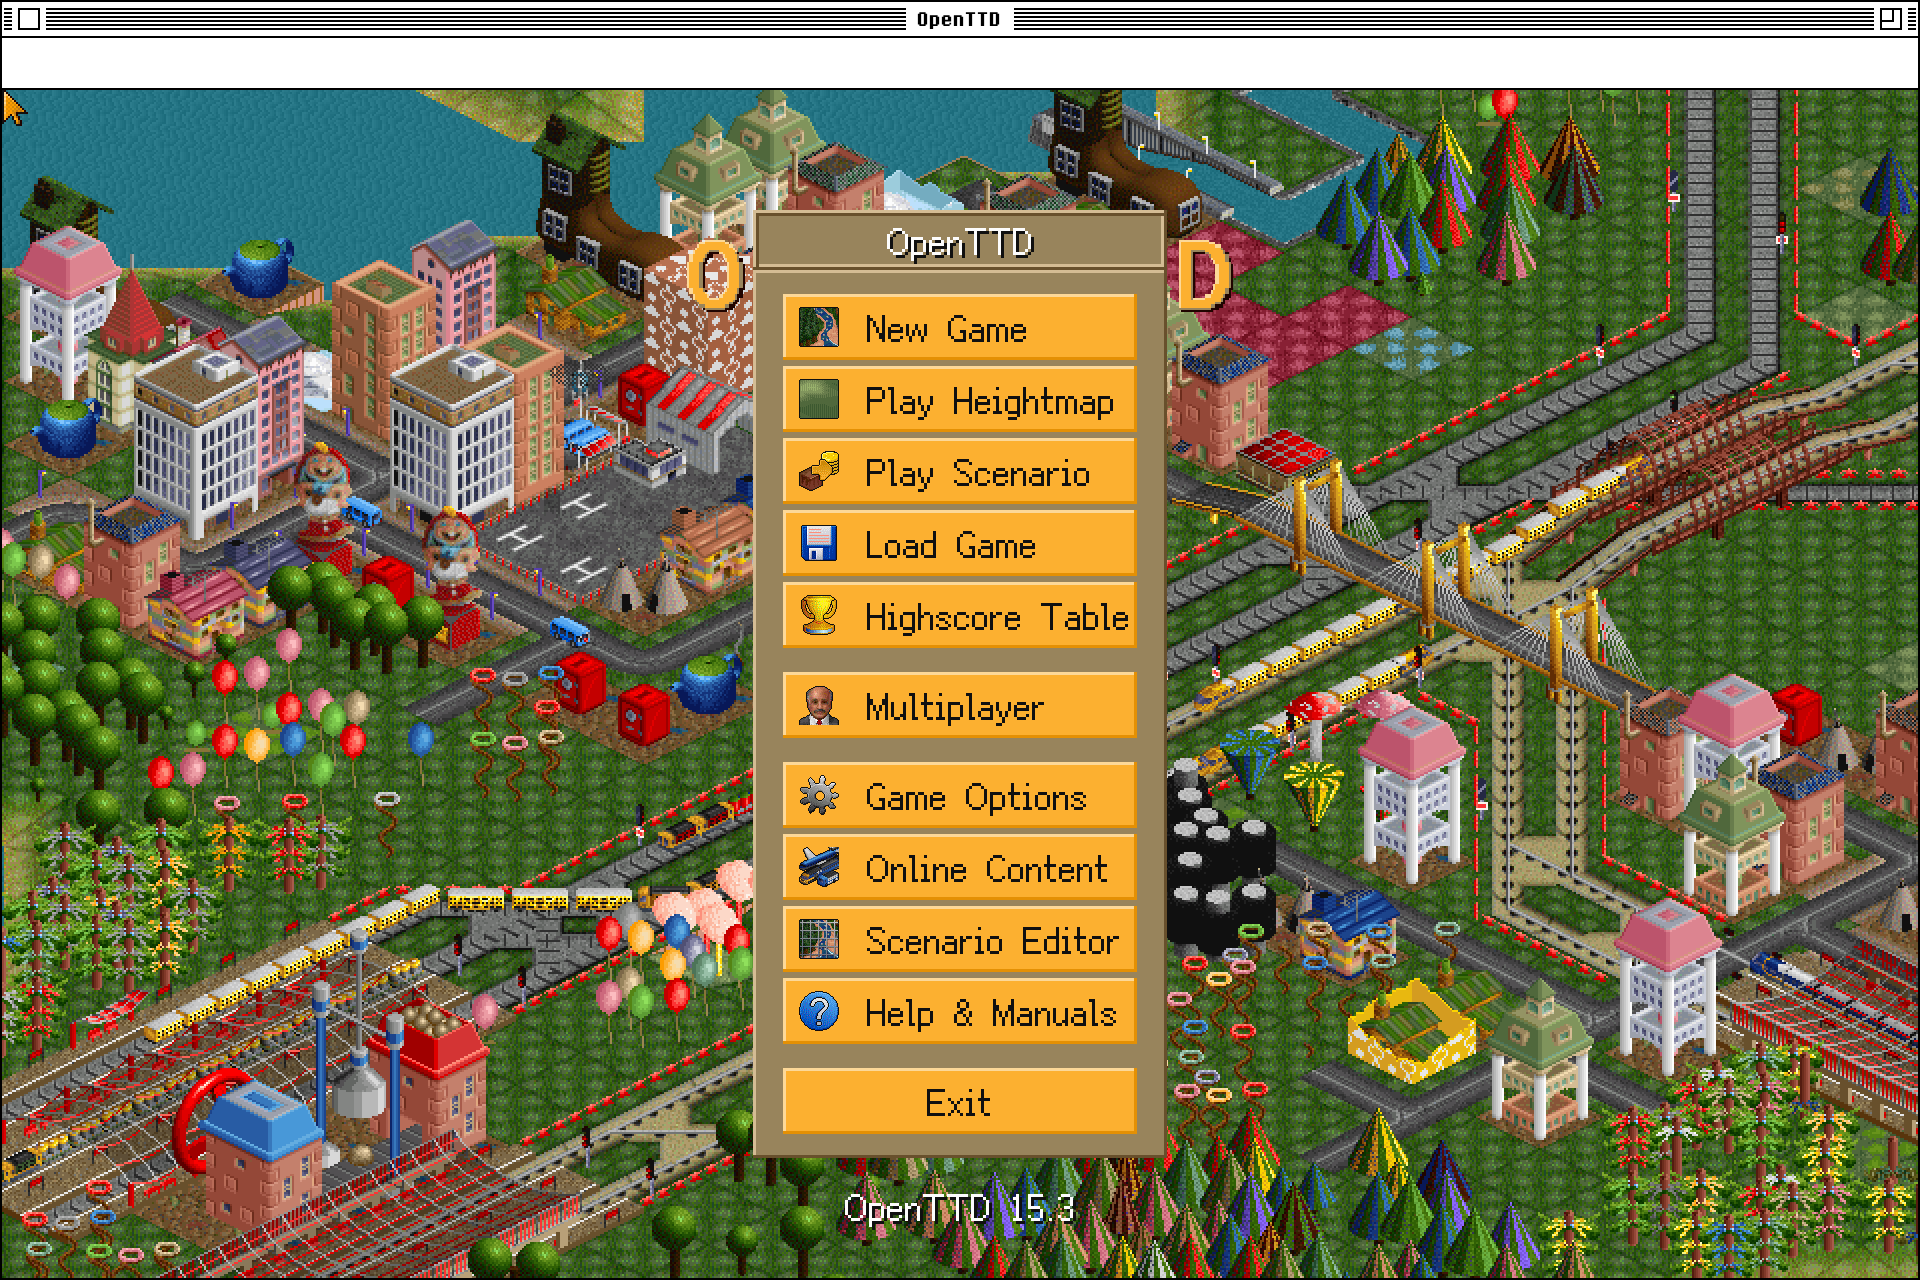 OpenTTD
OpenTTD
O D
New Game
Play Heightmap
Play Scenario
Load Game
Highscore Table
Multiplayer
Game Options
Online Content
Scenario Editor
Help & Manuals
Exit
OpenTTD 15.3